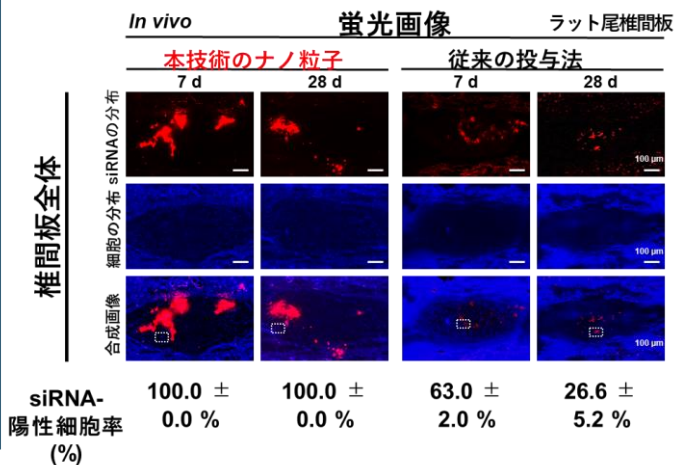 In vivo
蛍光画像
ラット尾椎間板
本技術のナノ粒子
従来の投与法
7 d
28 d
7 d
28 d
椎間板全体
siRNAの分布
100 µm
細胞の分布
100 µm
合成画像
100 µm
siRNA-
陽性細胞率
(%)
100.0 ±
0.0 %
100.0 ±
0.0 %
63.0 ±
2.0 %
26.6 ±
5.2 %